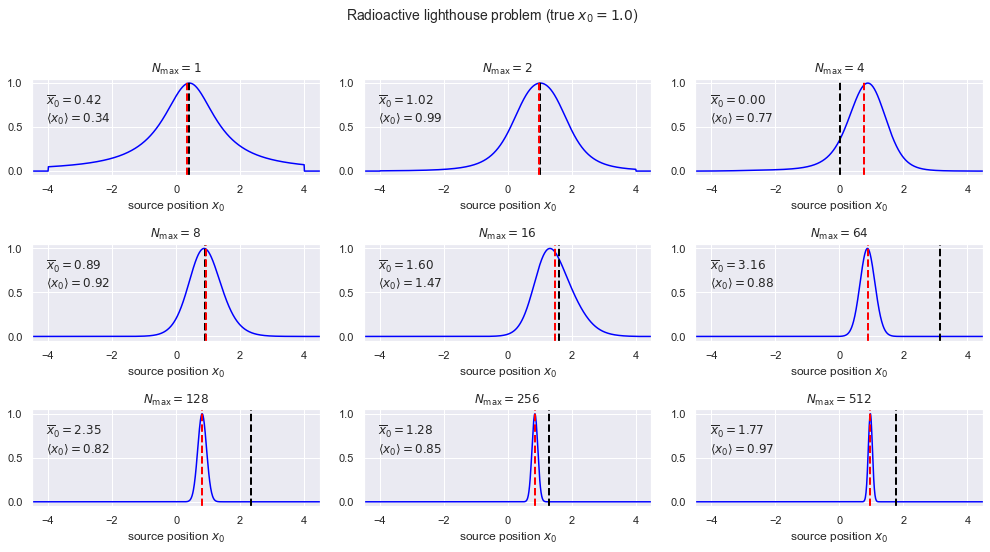 Radioactive lighthouse problem (true x₀ = 1.0)
N_max = 1
1.0
0.5
0.0
x̅₀ = 0.42
⟨x₀⟩ = 0.34
−4 −2 0 2 4
source position x₀
N_max = 2
1.0
0.5
0.0
x̅₀ = 1.02
⟨x₀⟩ = 0.99
−4 −2 0 2 4
source position x₀
N_max = 4
1.0
0.5
0.0
x̅₀ = 0.00
⟨x₀⟩ = 0.77
−4 −2 0 2 4
source position x₀
N_max = 8
1.0
0.5
0.0
x̅₀ = 0.89
⟨x₀⟩ = 0.92
−4 −2 0 2 4
source position x₀
N_max = 16
1.0
0.5
0.0
x̅₀ = 1.60
⟨x₀⟩ = 1.47
−4 −2 0 2 4
source position x₀
N_max = 64
1.0
0.5
0.0
x̅₀ = 3.16
⟨x₀⟩ = 0.88
−4 −2 0 2 4
source position x₀
N_max = 128
1.0
0.5
0.0
x̅₀ = 2.35
⟨x₀⟩ = 0.82
−4 −2 0 2 4
source position x₀
N_max = 256
1.0
0.5
0.0
x̅₀ = 1.28
⟨x₀⟩ = 0.85
−4 −2 0 2 4
source position x₀
N_max = 512
1.0
0.5
0.0
x̅₀ = 1.77
⟨x₀⟩ = 0.97
−4 −2 0 2 4
source position x₀